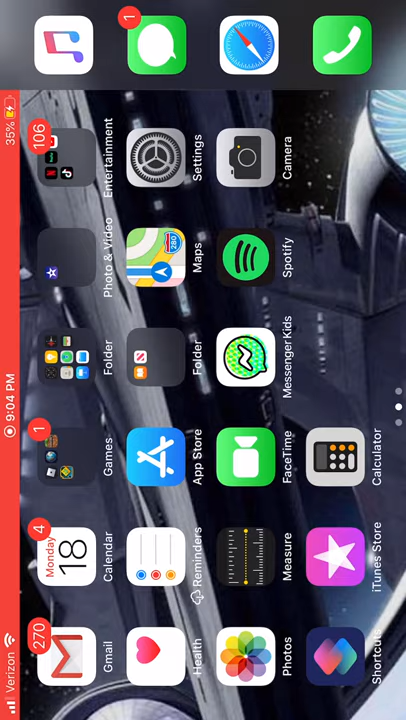 Verizon 9:04 PM 35%
270 4 1 106
Monday
18
Gmail Calendar Games Folder Photo & Video Entertainment
280
Health Reminders App Store Folder Maps Settings
Photos Measure FaceTime Messenger Kids Spotify Camera
Shortcuts iTunes Store Calculator
1